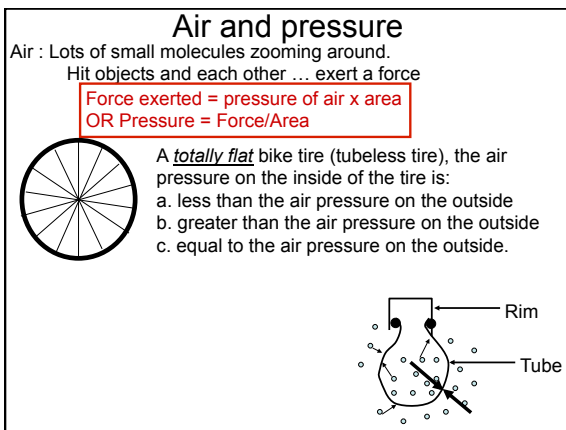 Air and pressure
Air : Lots of small molecules zooming around.
Hit objects and each other … exert a force
Force exerted = pressure of air x area
OR Pressure = Force/Area
A totally flat bike tire (tubeless tire), the air
pressure on the inside of the tire is:
a. less than the air pressure on the outside
b. greater than the air pressure on the outside
c. equal to the air pressure on the outside.
Rim
Tube